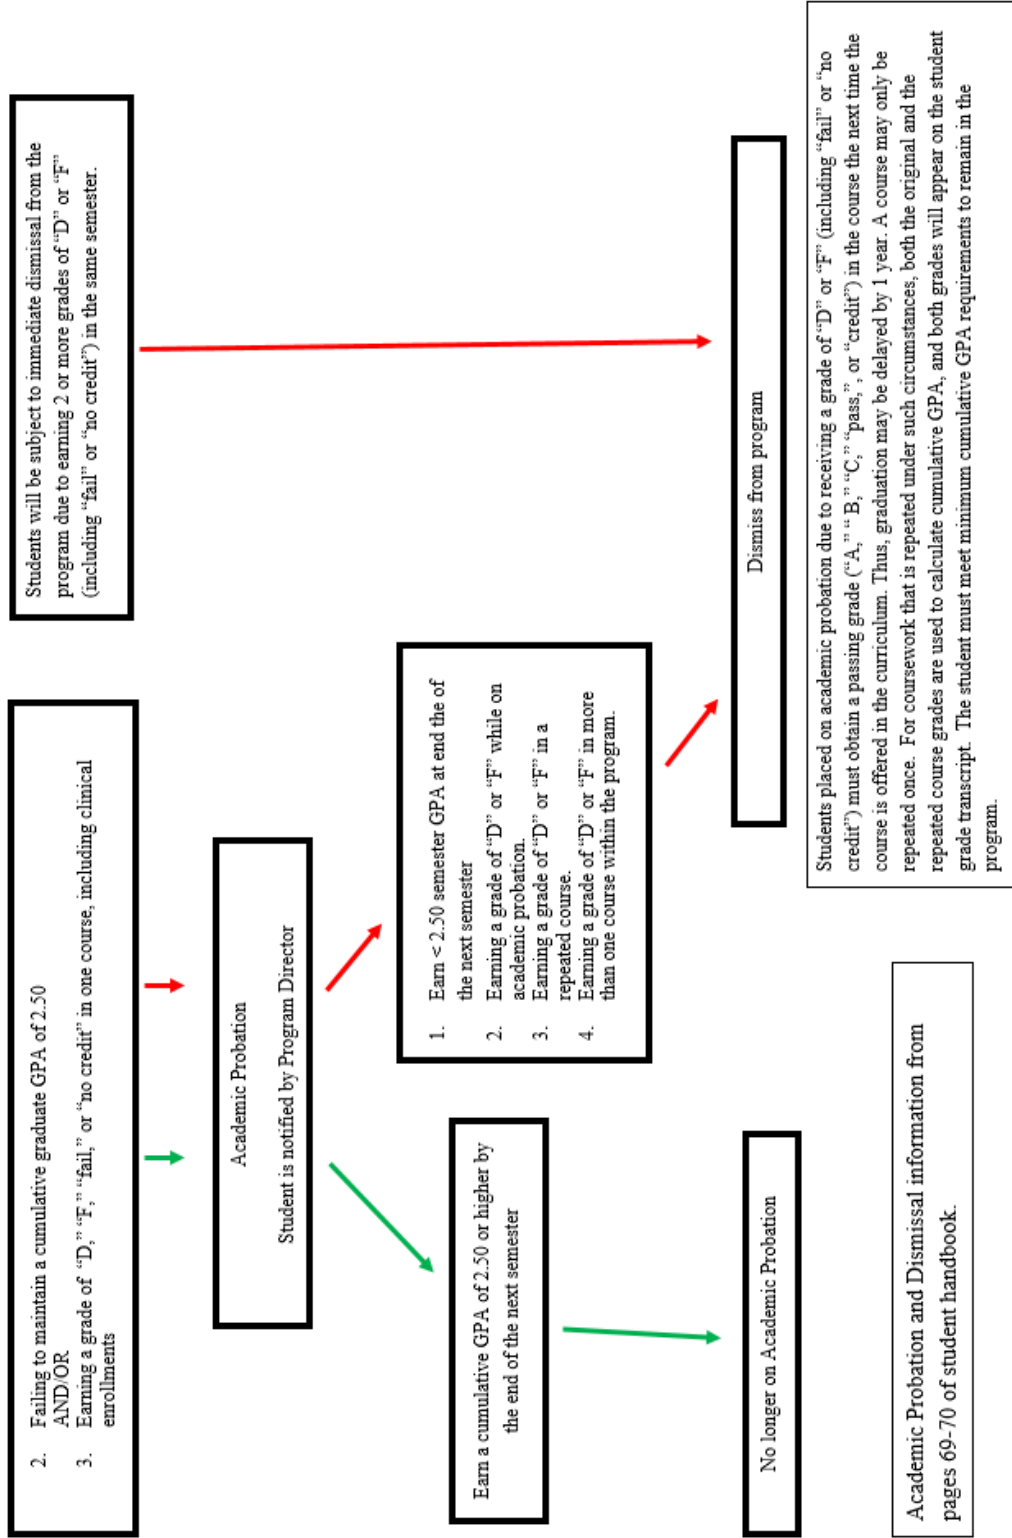 2. Failing to maintain a cumulative graduate GPA of 2.50
AND/OR
3. Earning a grade of “D,” “F,” “fail,” or “no credit” in one course, including clinical
enrollments
Students will be subject to immediate dismissal from the
program due to earning 2 or more grades of “D” or “F”
(including “fail” or “no credit”) in the same semester.
Academic Probation
Student is notified by Program Director
Earn a cumulative GPA of 2.50 or higher by
the end of the next semester
1. Earn < 2.50 semester GPA at end the of
the next semester
2. Earning a grade of “D” or “F” while on
academic probation.
3. Earning a grade of “D” or “F” in a
repeated course.
4. Earning a grade of “D” or “F” in more
than one course within the program.
No longer on Academic Probation
Dismiss from program
Academic Probation and Dismissal information from
pages 69-70 of student handbook.
Students placed on academic probation due to receiving a grade of “D” or “F” (including “fail” or “no
credit”) must obtain a passing grade (“A,” “ B,” “C,” “pass,”, or “credit”) in the course the next time the
course is offered in the curriculum. Thus, graduation may be delayed by 1 year. A course may only be
repeated once. For coursework that is repeated under such circumstances, both the original and the
repeated course grades are used to calculate cumulative GPA, and both grades will appear on the student
grade transcript. The student must meet minimum cumulative GPA requirements to remain in the
program.